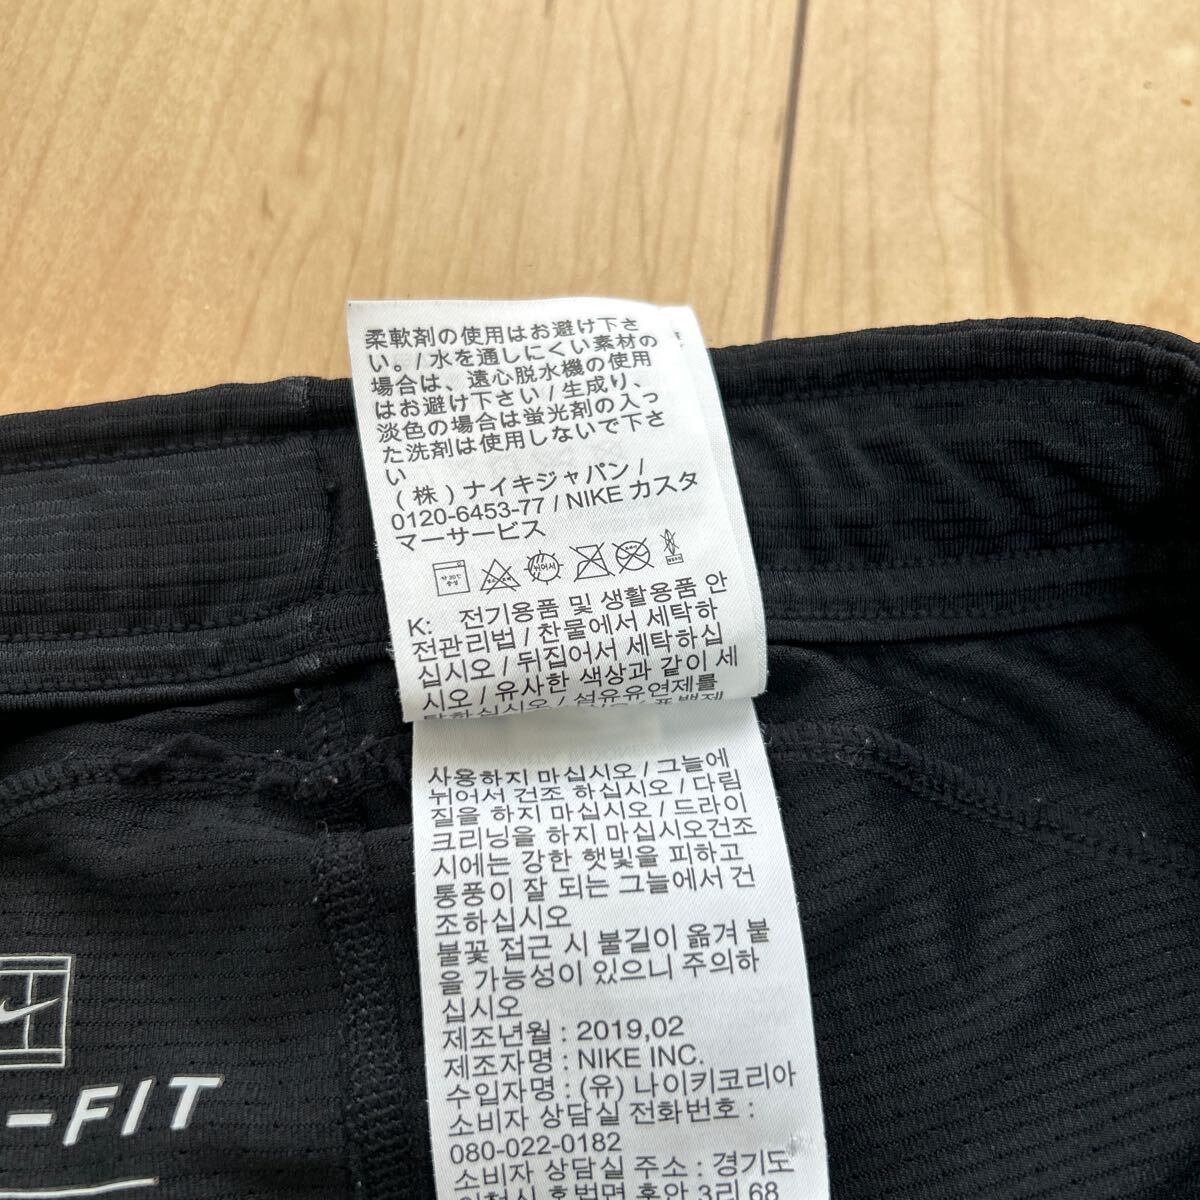 柔軟剤の使用はお避け下さ
い。/ 水を通しにくい素材の
場合は、遠心脱水機の使用
はお避け下さい / 生成り、
淡色の場合は蛍光剤の入っ
た洗剤は使用しないで下さ
い
(株) ナイキジャパン /
0120-6453-77 / NIKE カスタ
マーサービス
K: 전기용품 및 생활용품 안
전관리법 / 찬물에서 세탁하
십시오 / 뒤집어서 세탁하십
시오 / 유사한 색상과 같이 세
탁하십시오 / 섬유유연제를
사용하지 마십시오 / 그늘에
뉘어서 건조 하십시오 / 다림
질을 하지 마십시오 / 드라이
크리닝을 하지 마십시오건조
시에는 강한 햇빛을 피하고
통풍이 잘 되는 그늘에서 건
조하십시오
불꽃 접근 시 불길이 옮겨 붙
을 가능성이 있으니 주의하
십시오
제조년월 : 2019,02
제조자명 : NIKE INC.
수입자명 : (유) 나이키코리아
소비자 상담실 전화번호 :
080-022-0182
소비자 상담실 주소 : 경기도
-FIT